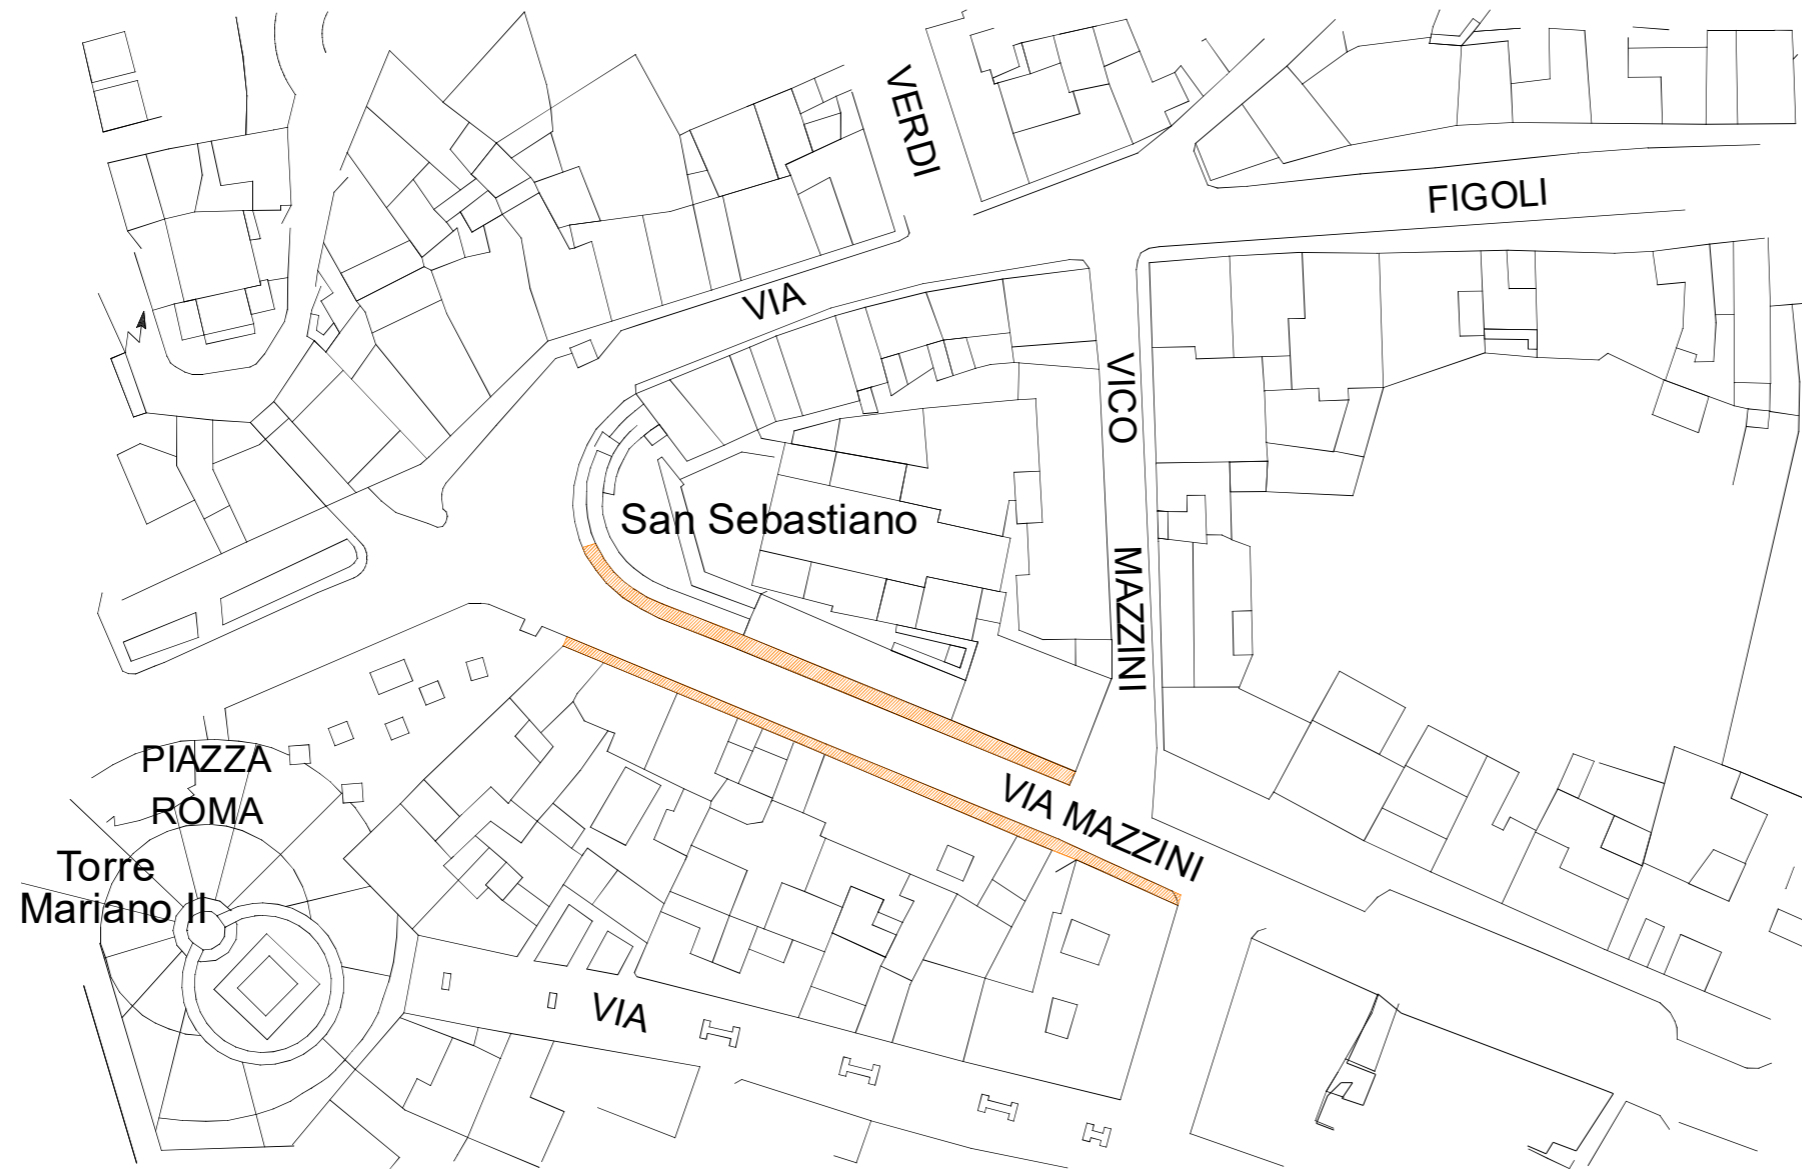 VERDI
FIGOLI
VIA
VICO
San Sebastiano
MAZZINI
PIAZZA
ROMA
VIA MAZZINI
Torre
Mariano II
VIA